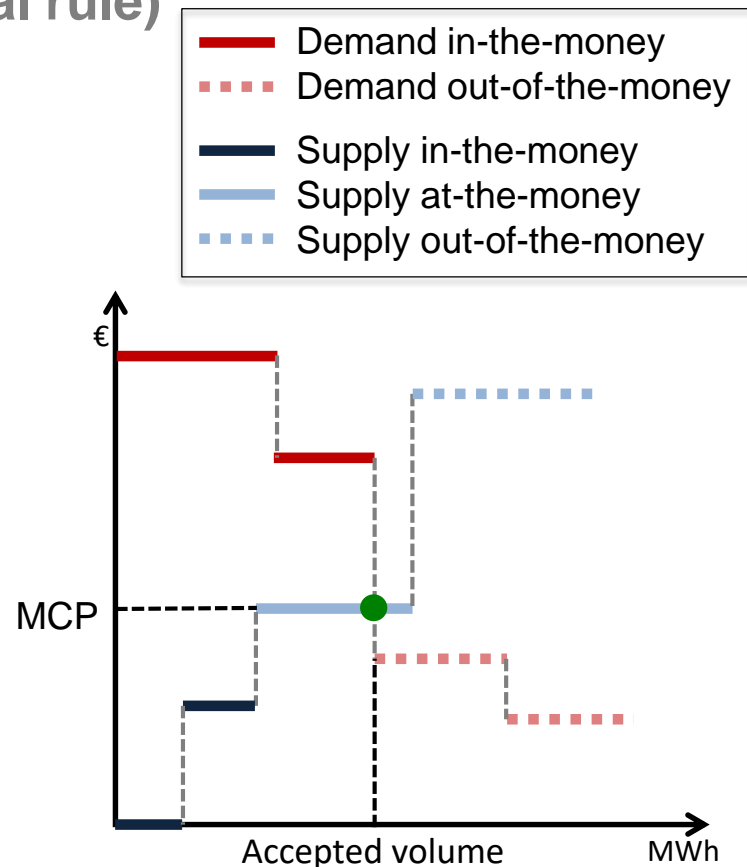 al rule)
Demand in-the-money
Demand out-of-the-money
Supply in-the-money
Supply at-the-money
Supply out-of-the-money
€
MCP
Accepted volume
MWh